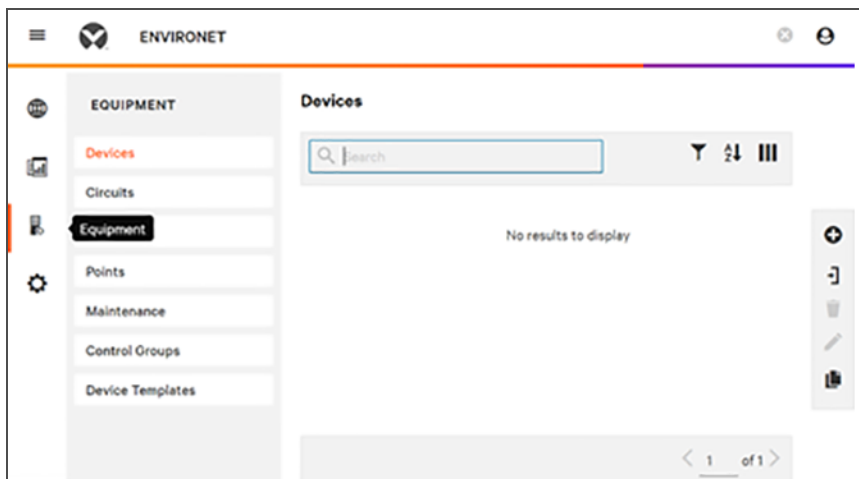 ENVIRONET
EQUIPMENT
Devices
Circuits
Equipment
Points
Maintenance
Control Groups
Device Templates
Devices
Search
No results to display
1 of 1